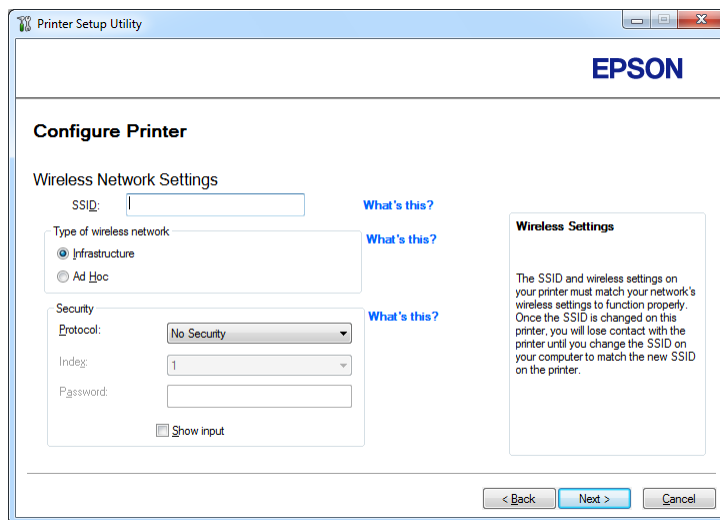 Printer Setup Utility
EPSON
Configure Printer
Wireless Network Settings
SSID:
What's this?
Type of wireless network
What's this?
Infrastructure
Ad Hoc
Security
What's this?
Protocol:
No Security
Index:
1
Password:
Show input
Wireless Settings
The SSID and wireless settings on
your printer must match your network's
wireless settings to function properly.
Once the SSID is changed on this
printer, you will lose contact with the
printer until you change the SSID on
your computer to match the new SSID
on the printer.
< Back
Next >
Cancel